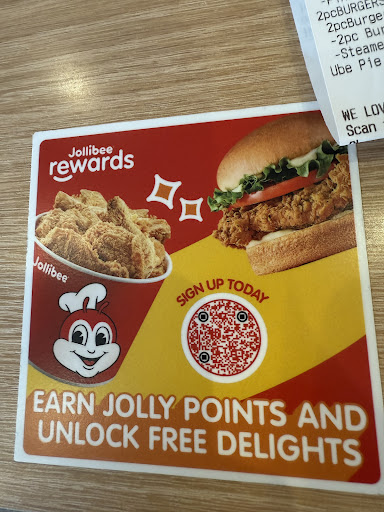 2pcBURGERS
2pcBurge
-2pc Bur
-Steame
Ube Pie
WE LOV
Scan
Jollibee
rewards
Jollibee
SIGN UP TODAY
EARN JOLLY POINTS AND
UNLOCK FREE DELIGHTS